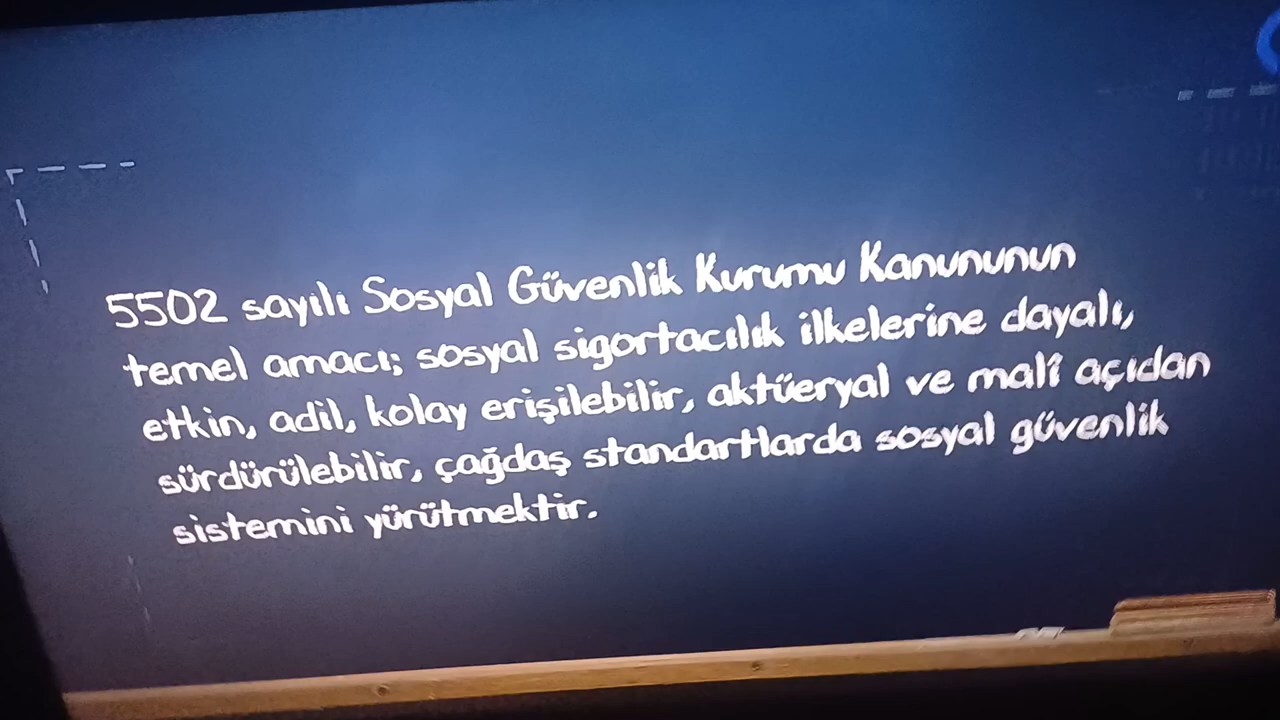 5502 sayılı Sosyal Güvenlik Kurumu Kanununun
temel amacı; sosyal sigortacılık ilkelerine dayalı,
etkin, adil, kolay erişilebilir, aktüeryal ve malî açıdan
sürdürülebilir, çağdaş standartlarda sosyal güvenlik
sistemini yürütmektir.